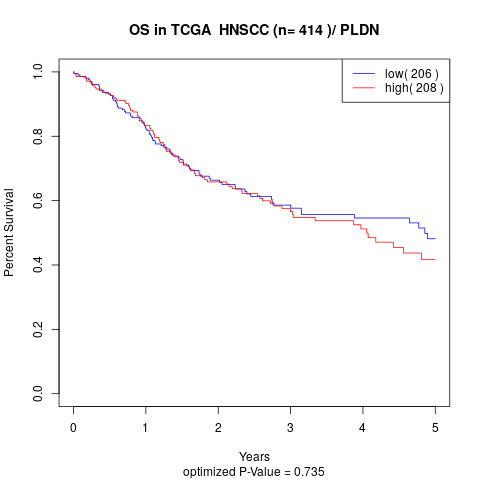 OS in TCGA  HNSCC (n= 414 )/ PLDN
low( 206 )
high( 208 )
1.0
0.8
0.6
0.4
0.2
0.0
Percent Survival
0 1 2 3 4 5
Years
optimized P-Value = 0.735